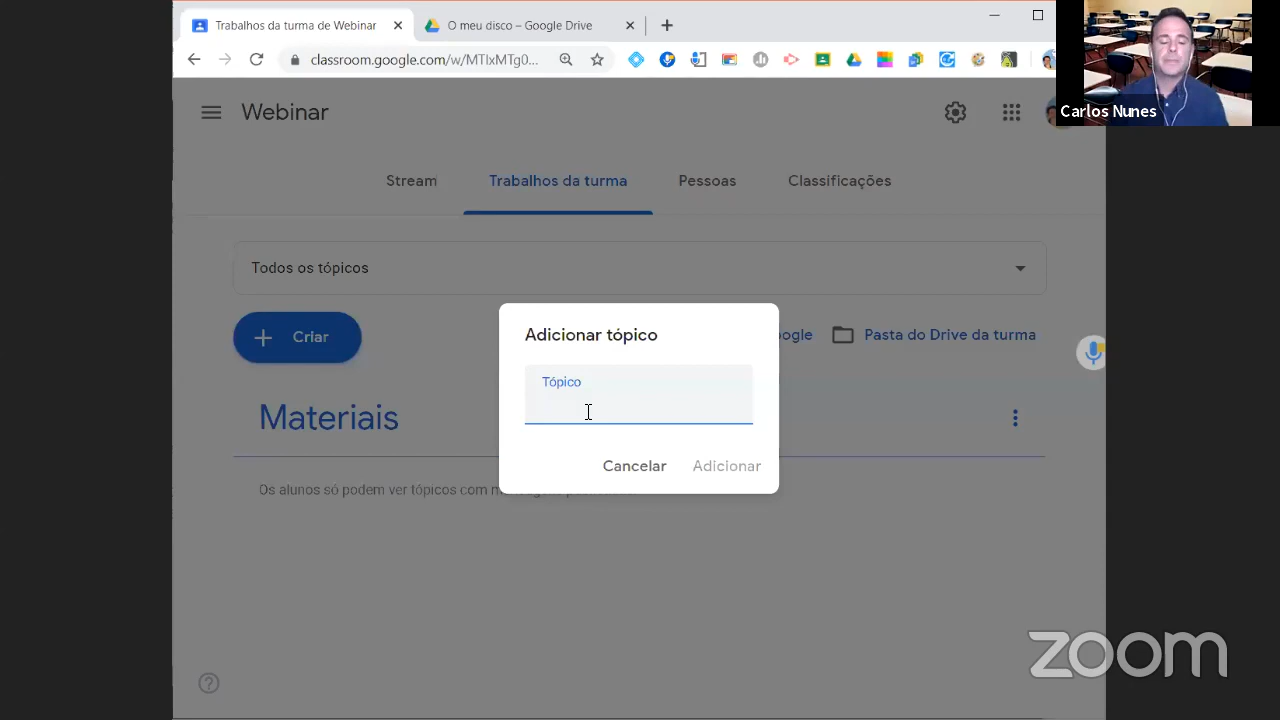 Trabalhos da turma de Webinar
O meu disco – Google Drive
classroom.google.com/w/MTIxMTg0...
Carlos Nunes
Webinar
Stream
Trabalhos da turma
Pessoas
Classificações
Todos os tópicos
Criar
Pasta do Drive da turma
Adicionar tópico
Tópico
Cancelar
Adicionar
Materiais
Os alunos só podem ver tópicos com
zoom